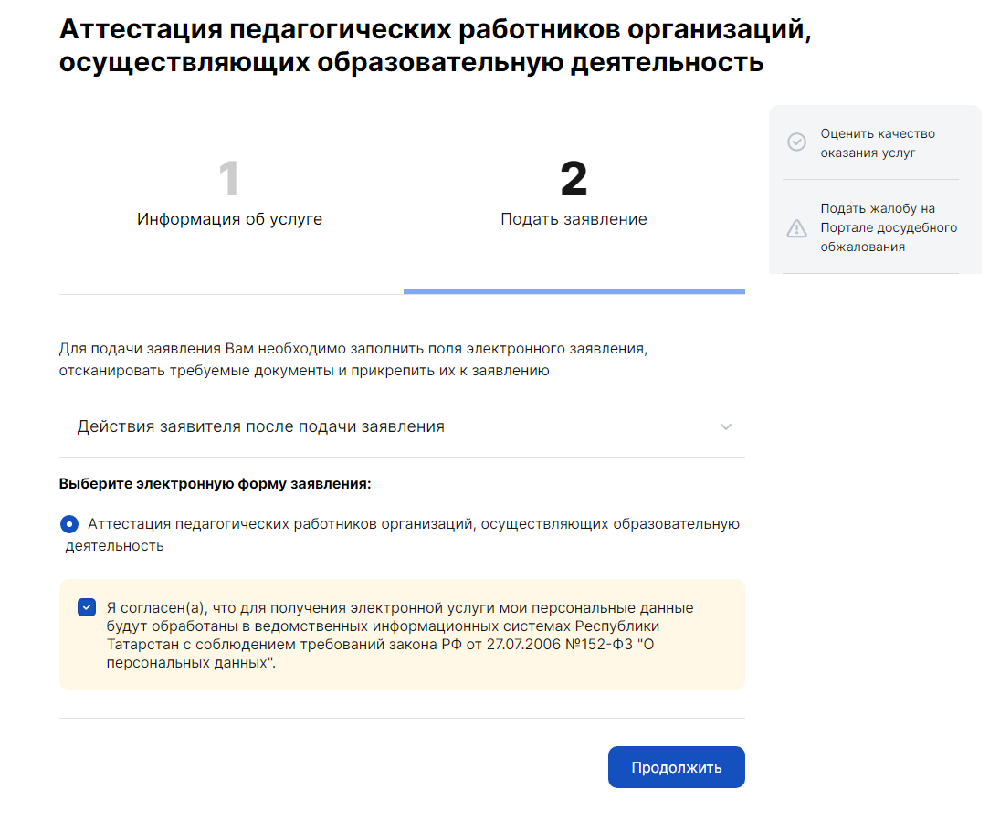 Аттестация педагогических работников организаций,
осуществляющих образовательную деятельность
1
Информация об услуге
2
Подать заявление
Оценить качество
оказания услуг
Подать жалобу на
Портале досудебного
обжалования
Для подачи заявления Вам необходимо заполнить поля электронного заявления,
отсканировать требуемые документы и прикрепить их к заявлению
Действия заявителя после подачи заявления
Выберите электронную форму заявления:
Аттестация педагогических работников организаций, осуществляющих образовательную
деятельность
Я согласен(а), что для получения электронной услуги мои персональные данные
будут обработаны в ведомственных информационных системах Республики
Татарстан с соблюдением требований закона РФ от 27.07.2006 №152-ФЗ "О
персональных данных".
Продолжить